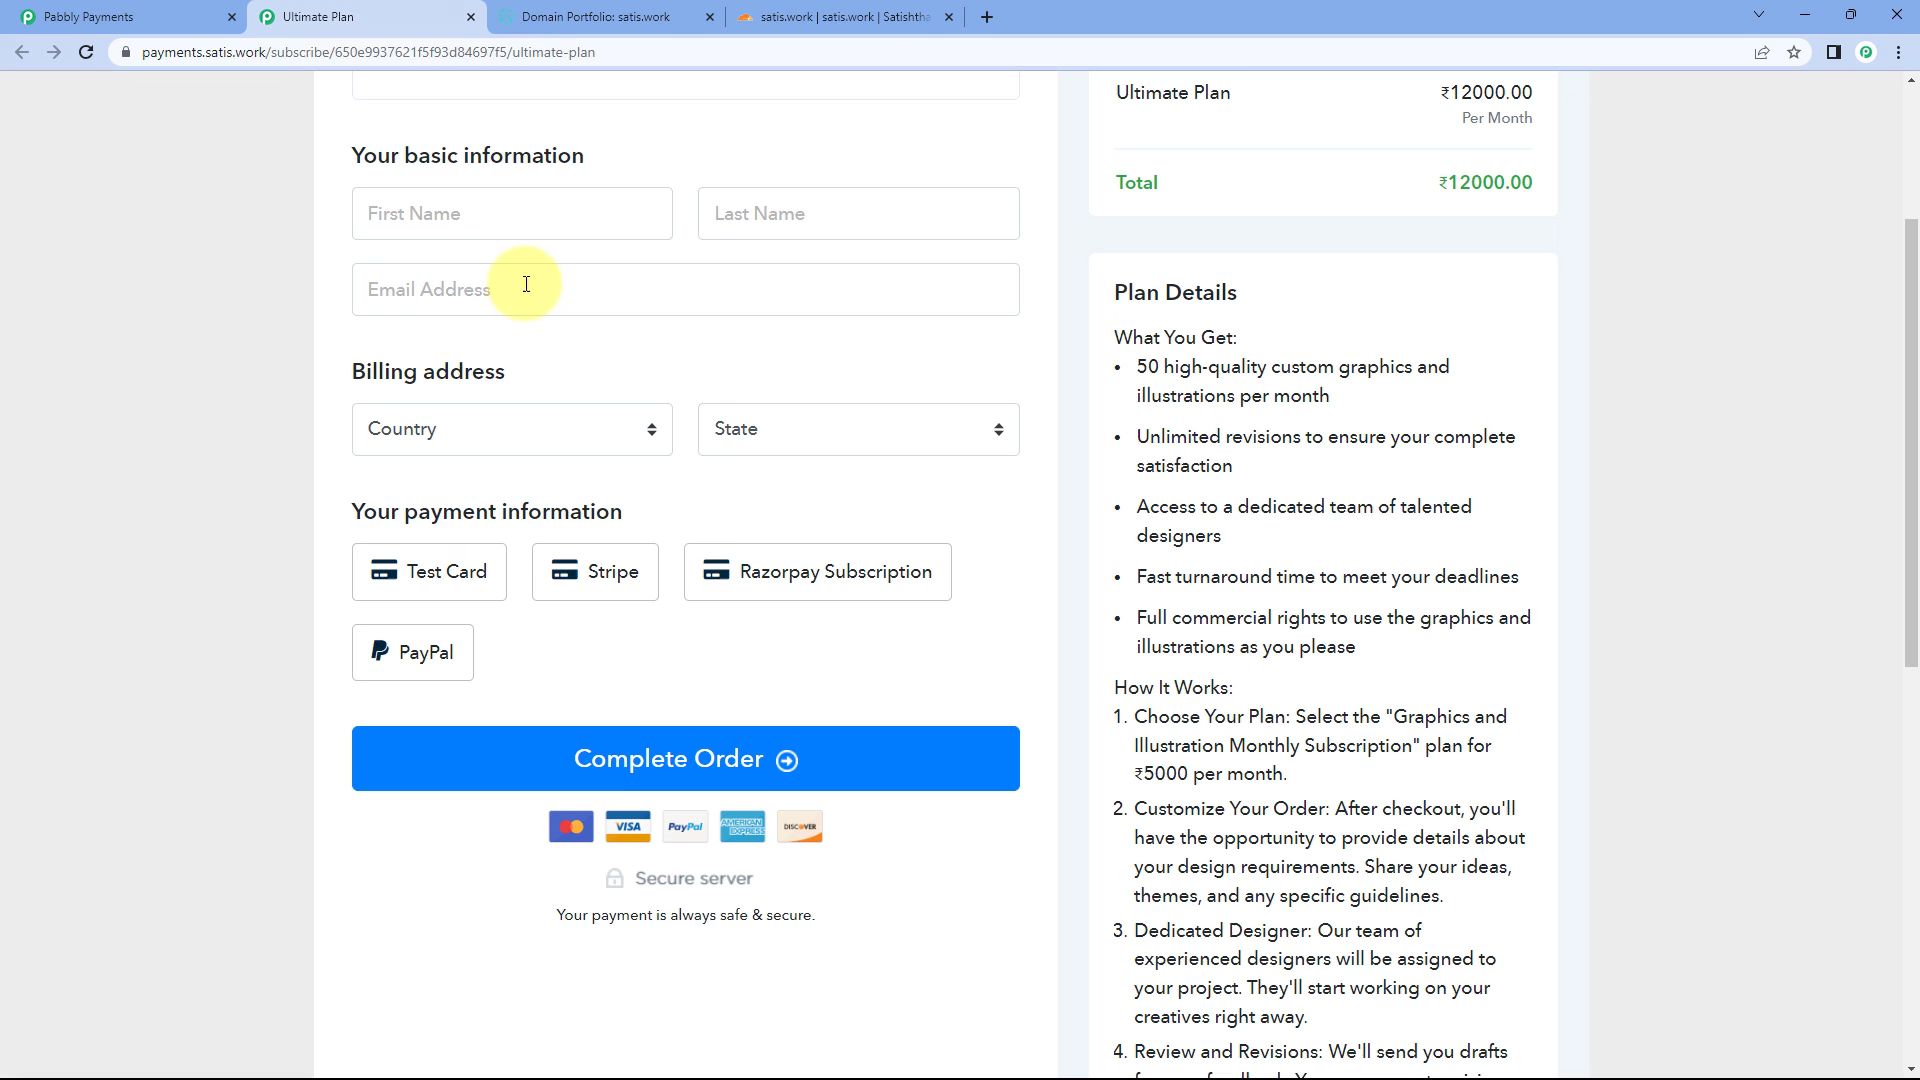 Pabbly Payments
Ultimate Plan
Domain Portfolio: satis.work
satis.work | satis.work | Satishtha
payments.satis.work/subscribe/650e9937621f5f93d84697f5/ultimate-plan
Your basic information
First Name
Last Name
Email Address
Billing address
Country
State
Your payment information
Test Card
Stripe
Razorpay Subscription
PayPal
Complete Order
VISA
PayPal
AMERICAN EXPRESS
DISCOVER
Secure server
Your payment is always safe & secure.
Ultimate Plan
₹12000.00
Per Month
Total
₹12000.00
Plan Details
What You Get:
• 50 high-quality custom graphics and
illustrations per month
• Unlimited revisions to ensure your complete
satisfaction
• Access to a dedicated team of talented
designers
• Fast turnaround time to meet your deadlines
• Full commercial rights to use the graphics and
illustrations as you please
How It Works:
1. Choose Your Plan: Select the "Graphics and
Illustration Monthly Subscription" plan for
₹5000 per month.
2. Customize Your Order: After checkout, you'll
have the opportunity to provide details about
your design requirements. Share your ideas,
themes, and any specific guidelines.
3. Dedicated Designer: Our team of
experienced designers will be assigned to
your project. They'll start working on your
creatives right away.
4. Review and Revisions: We'll send you drafts